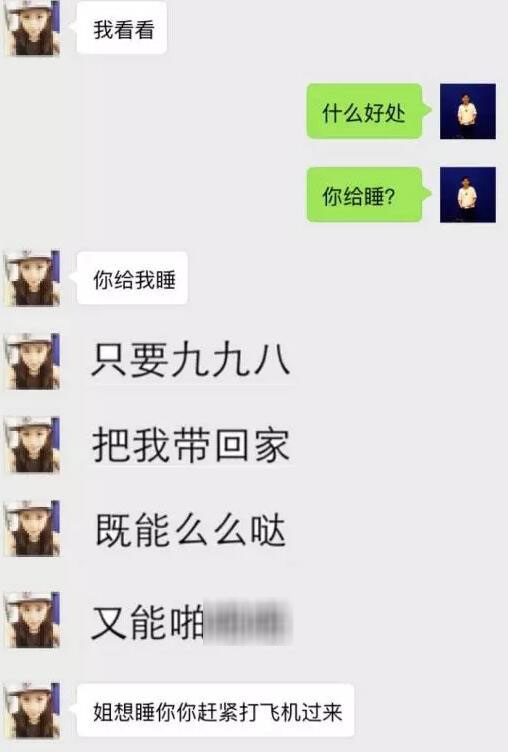 我看看
什么好处
你给睡?
你给我睡
只要九九八
把我带回家
既能么么哒
又能啪
姐想睡你你赶紧打飞机过来